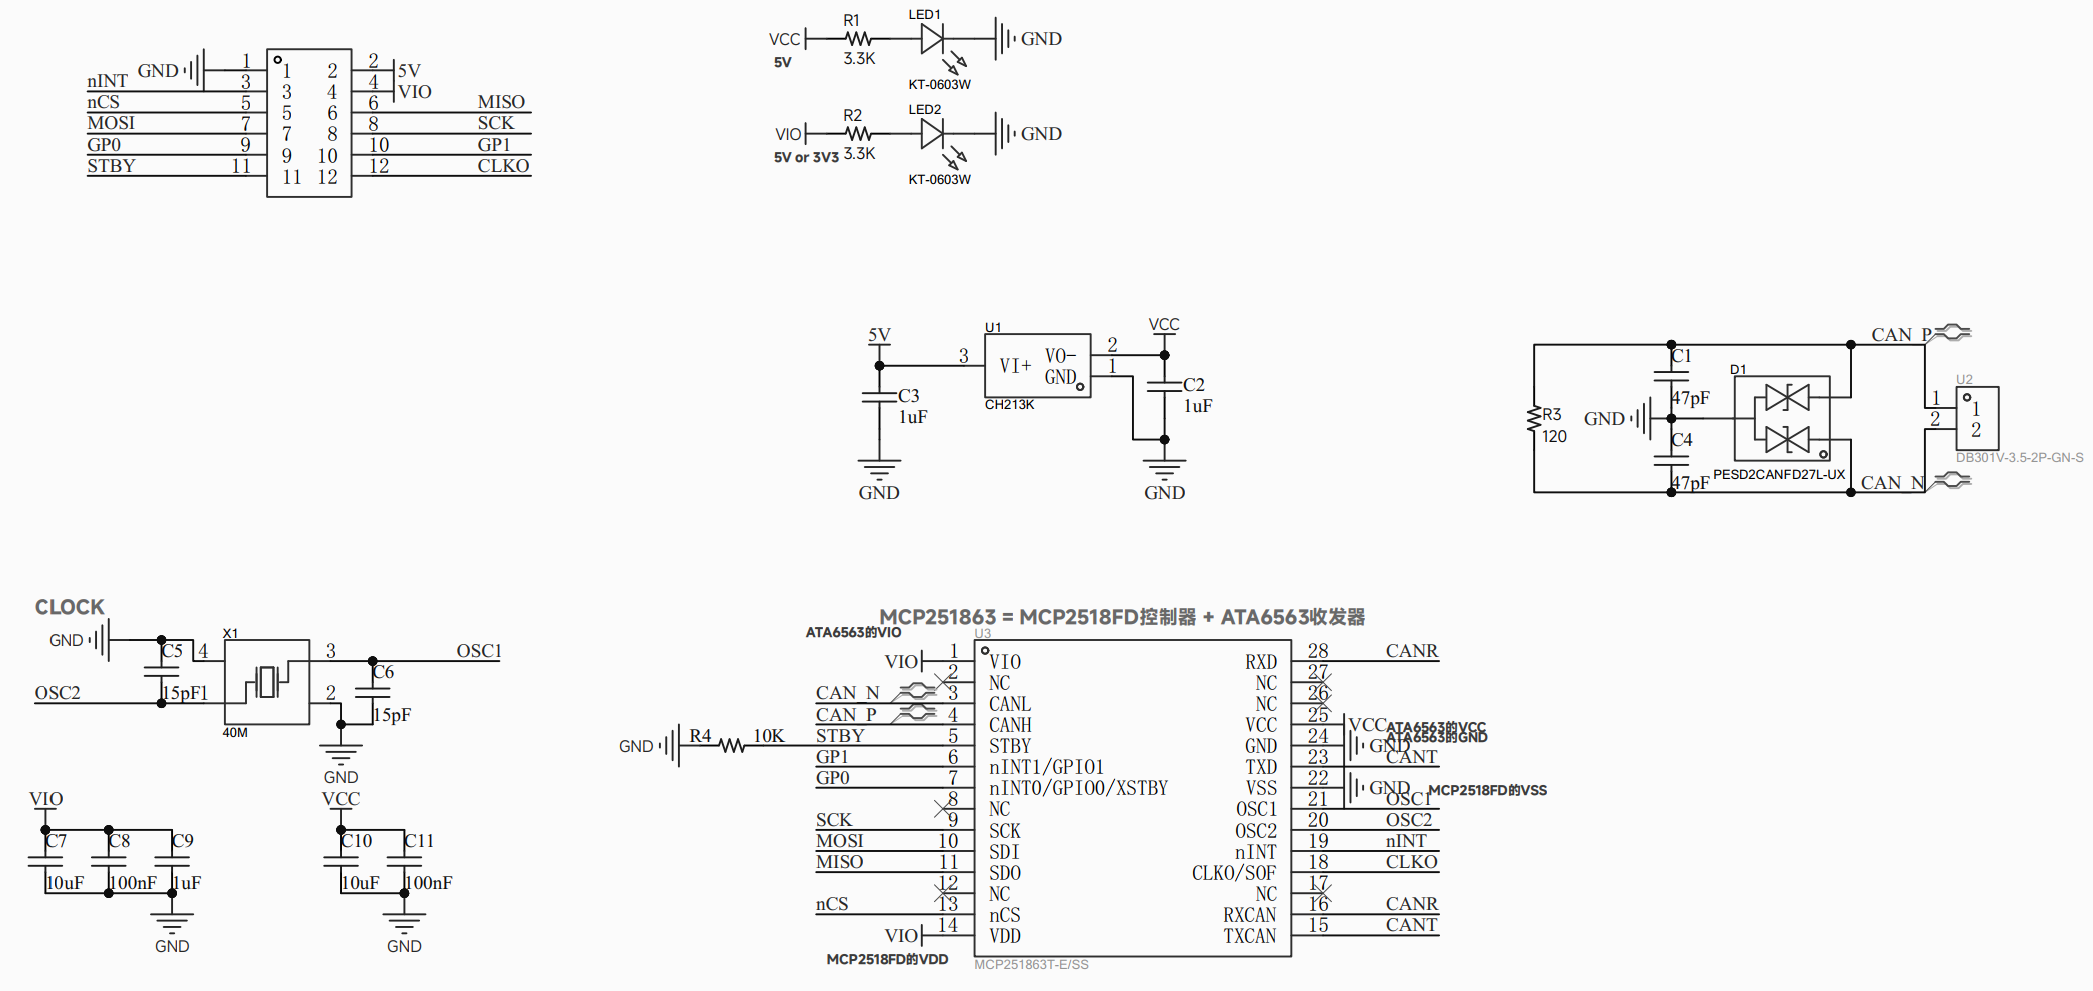 GND 1 1 2 2 5V
nINT 3 3 4 4 VIO
nCS 5 5 6 6 MISO
MOSI 7 7 8 8 SCK
GP0 9 9 10 10 GP1
STBY 11 11 12 12 CLKO
R1 LED1
VCC GND
5V 3.3K
KT-0603W
R2 LED2
VIO GND
5V or 3V3 3.3K
KT-0603W
5V U1 VCC
3 VI+ VO- 2
GND 1
CH213K
C3 C2
1uF 1uF
GND GND
CAN_P
C1
D1 U2
47pF 1 1
R3 GND 2 2
120 C4
DB301V-3.5-2P-GN-S
47pF PESD2CANFD27L-UX CAN_N
CLOCK
X1
GND C5 4 3 OSC1
C6
OSC2 15pF 1 2
15pF
40M
GND
VIO VCC
C7 C8 C9 C10 C11
10uF 100nF 1uF 10uF 100nF
GND GND
MCP251863 = MCP2518FD控制器 + ATA6563收发器
ATA6563的VIO U3
VIO 1 VIO RXD 28 CANR
2 NC NC 27
CAN_N 3 CANL NC 26
CAN_P 4 CANH VCC 25 VCC ATA6563的VCC
GND R4 10K STBY 5 STBY GND 24 GND ATA6563的GND
GP1 6 nINT1/GPIO1 TXD 23 CANT
GP0 7 nINT0/GPIO0/XSTBY VSS 22 GND MCP2518FD的VSS
8 NC OSC1 21 OSC1
SCK 9 SCK OSC2 20 OSC2
MOSI 10 SDI nINT 19 nINT
MISO 11 SDO CLKO/SOF 18 CLKO
12 NC NC 17
nCS 13 nCS RXCAN 16 CANR
VIO 14 VDD TXCAN 15 CANT
MCP2518FD的VDD MCP251863T-E/SS